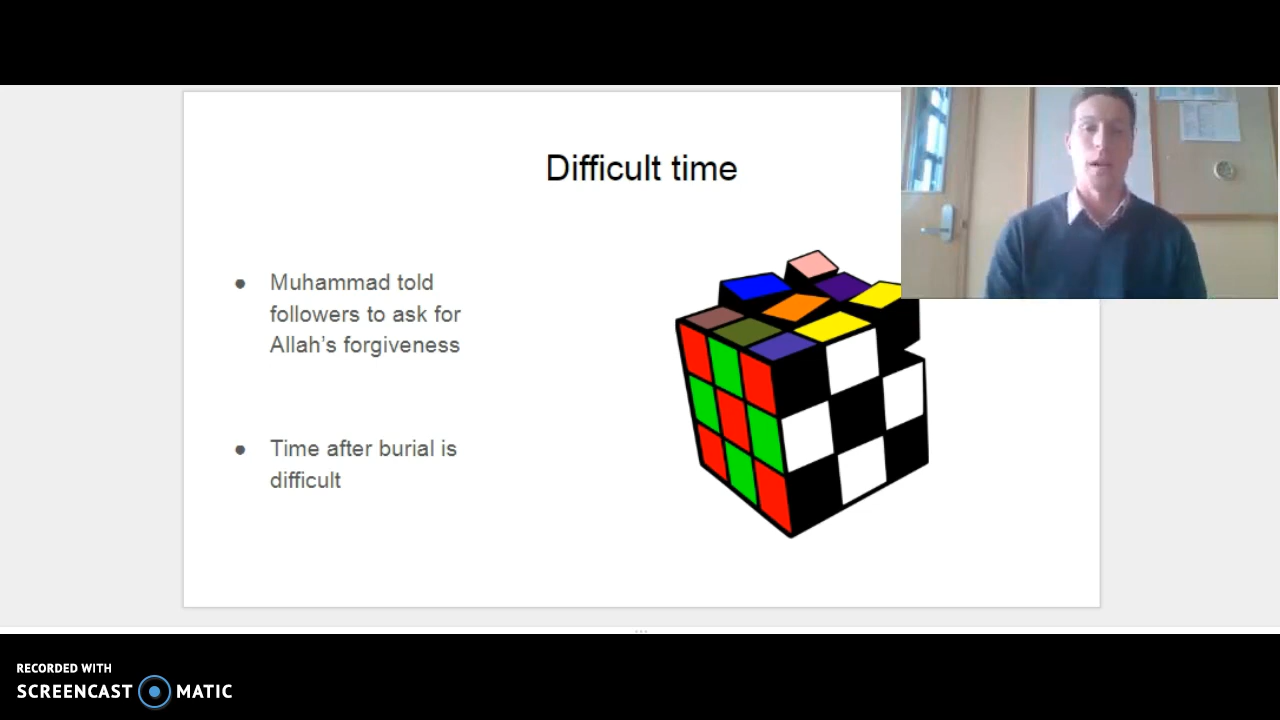 Difficult time
● Muhammad told
followers to ask for
Allah's forgiveness
● Time after burial is
difficult
RECORDED WITH
SCREENCAST MATIC